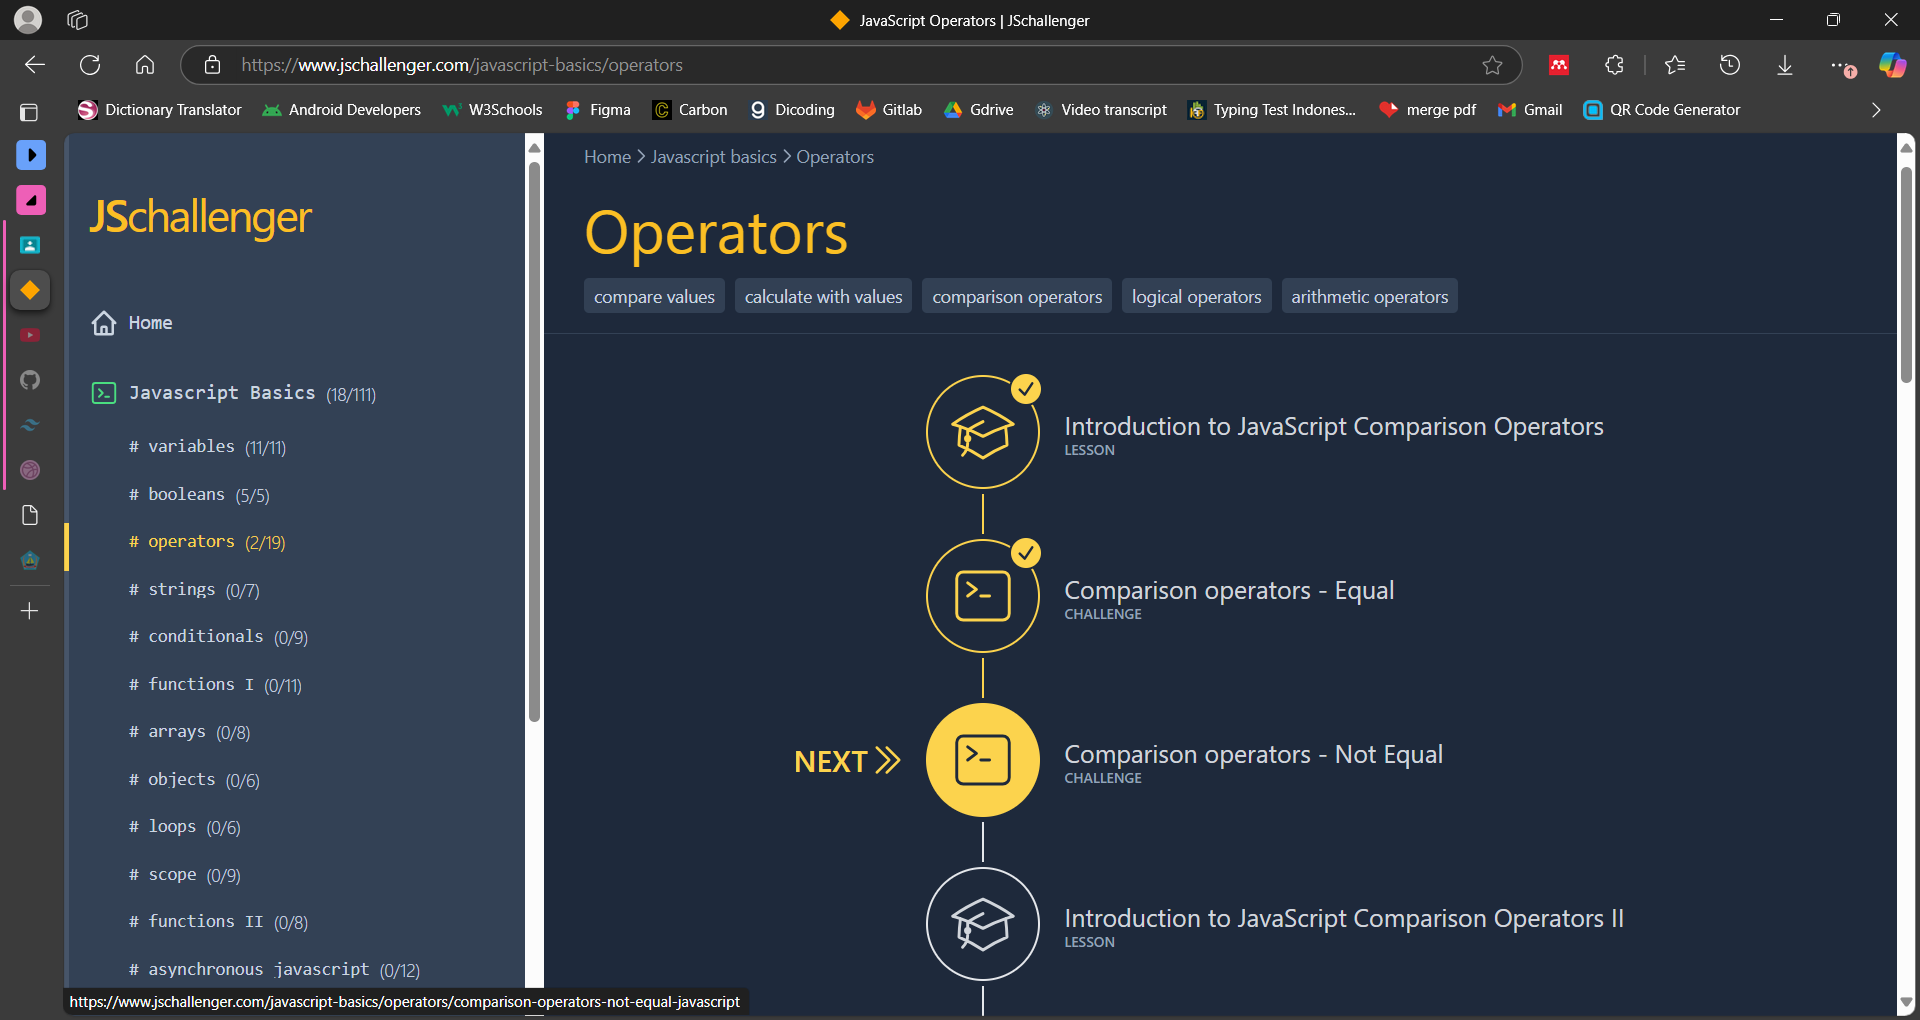 JavaScript Operators | JSchallenger
https://www.jschallenger.com/javascript-basics/operators
Dictionary Translator
Android Developers
W3Schools
Figma
Carbon
Dicoding
Gitlab
Gdrive
Video transcript
Typing Test Indones...
merge pdf
Gmail
QR Code Generator
JSchallenger
Home
Javascript Basics (18/111)
# variables (11/11)
# booleans (5/5)
# operators (2/19)
# strings (0/7)
# conditionals (0/9)
# functions I (0/11)
# arrays (0/8)
# objects (0/6)
# loops (0/6)
# scope (0/9)
# functions II (0/8)
# asynchronous javascript (0/12)
https://www.jschallenger.com/javascript-basics/operators/comparison-operators-not-equal-javascript
Home > Javascript basics > Operators
Operators
compare values
calculate with values
comparison operators
logical operators
arithmetic operators
Introduction to JavaScript Comparison Operators
LESSON
Comparison operators - Equal
CHALLENGE
NEXT
Comparison operators - Not Equal
CHALLENGE
Introduction to JavaScript Comparison Operators II
LESSON